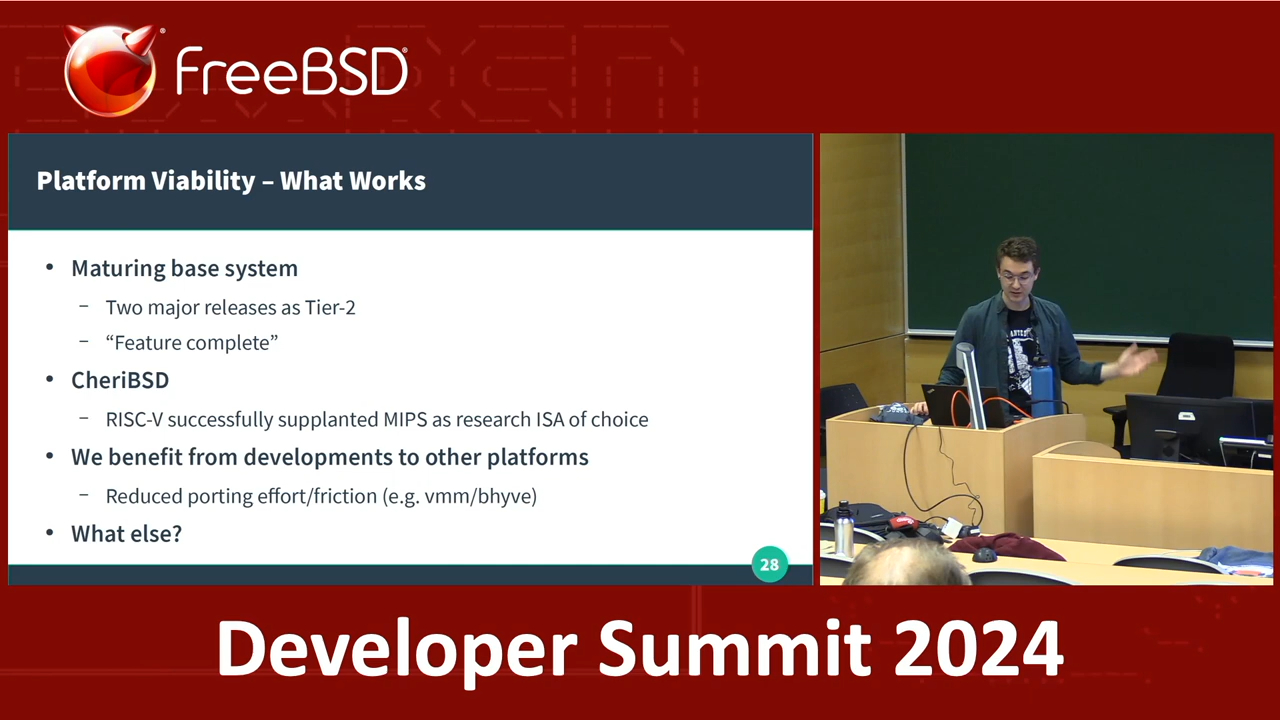 FreeBSD
Platform Viability – What Works
• Maturing base system
– Two major releases as Tier-2
– “Feature complete”
• CheriBSD
– RISC-V successfully supplanted MIPS as research ISA of choice
• We benefit from developments to other platforms
– Reduced porting effort/friction (e.g. vmm/bhyve)
• What else?
28
Developer Summit 2024